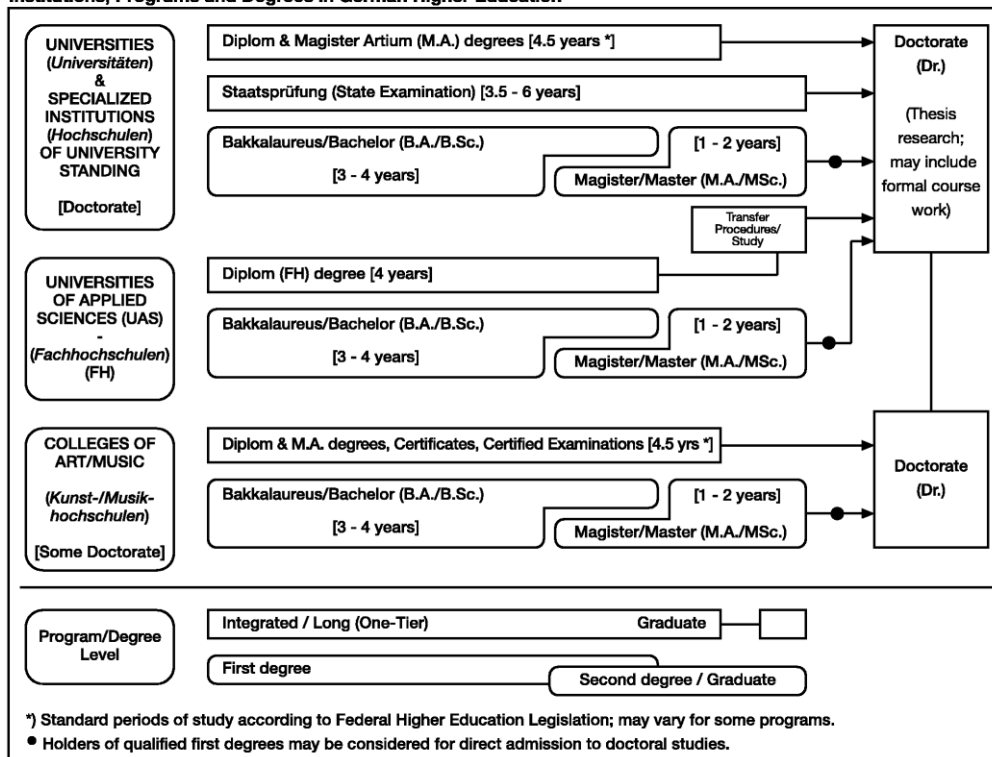 Institutions, Programs and Degrees in German Higher Education
UNIVERSITIES
(Universitäten)
&
SPECIALIZED
INSTITUTIONS
(Hochschulen)
OF UNIVERSITY
STANDING
[Doctorate]
Diplom & Magister Artium (M.A.) degrees [4.5 years *]
Staatsprüfung (State Examination) [3.5 - 6 years]
Bakkalaureus/Bachelor (B.A./B.Sc.)
[3 - 4 years]
[1 - 2 years]
Magister/Master (M.A./MSc.)
Transfer
Procedures/
Study
Doctorate
(Dr.)
(Thesis
research;
may include
formal course
work)
UNIVERSITIES
OF APPLIED
SCIENCES (UAS)
-
(Fachhochschulen)
(FH)
Diplom (FH) degree [4 years]
Bakkalaureus/Bachelor (B.A./B.Sc.)
[3 - 4 years]
[1 - 2 years]
Magister/Master (M.A./MSc.)
COLLEGES OF
ART/MUSIC
(Kunst-/Musik-
hochschulen)
[Some Doctorate]
Diplom & M.A. degrees, Certificates, Certified Examinations [4.5 yrs *]
Bakkalaureus/Bachelor (B.A./B.Sc.)
[3 - 4 years]
[1 - 2 years]
Magister/Master (M.A./MSc.)
Doctorate
(Dr.)
Program/Degree
Level
Integrated / Long (One-Tier) Graduate
First degree
Second degree / Graduate
*) Standard periods of study according to Federal Higher Education Legislation; may vary for some programs.
● Holders of qualified first degrees may be considered for direct admission to doctoral studies.